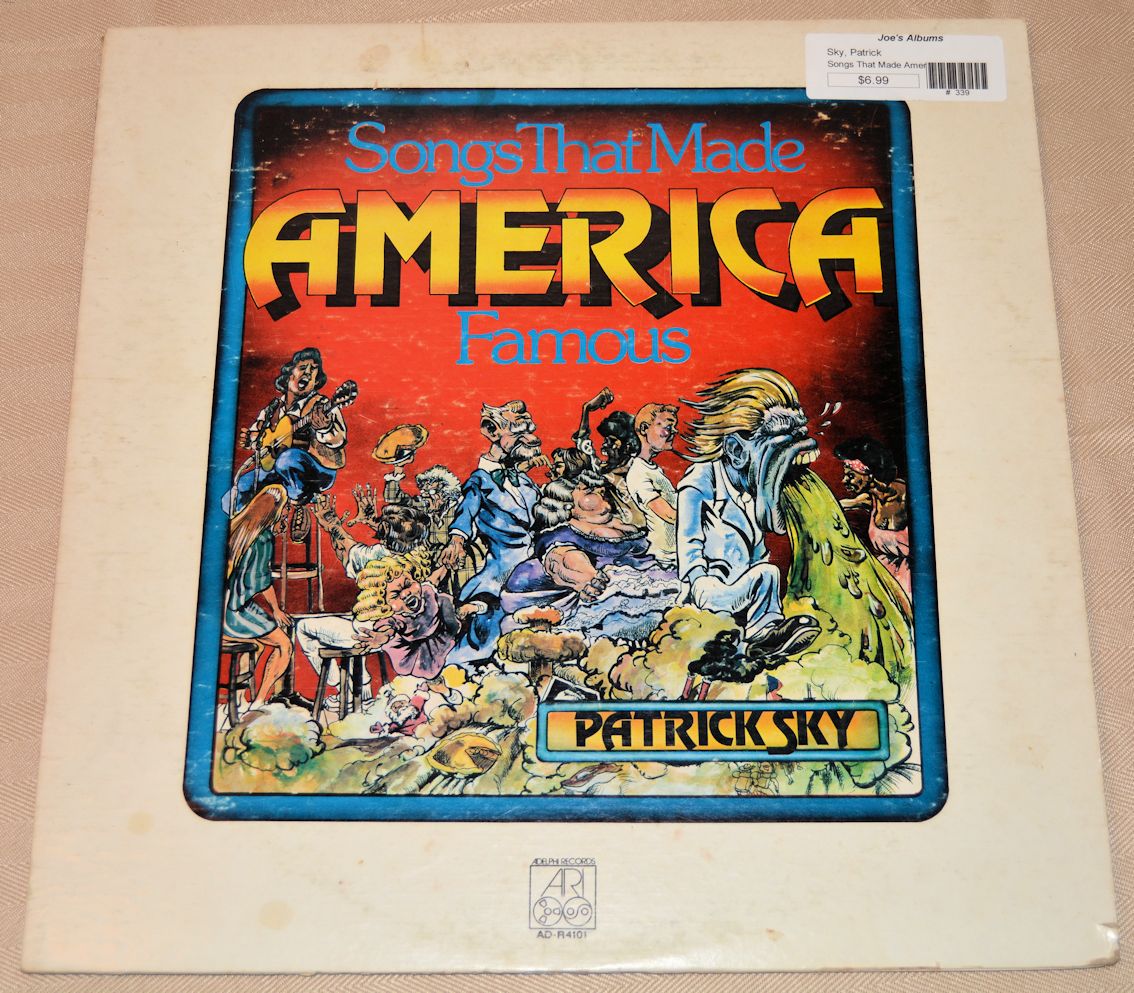 Joe's Albums
Sky, Patrick
Songs That Made Amer
$6.99
# 339
Songs That Made
AMERICA
Famous
PATRICK SKY
ADELPHI RECORDS
ARI
AD-R4101